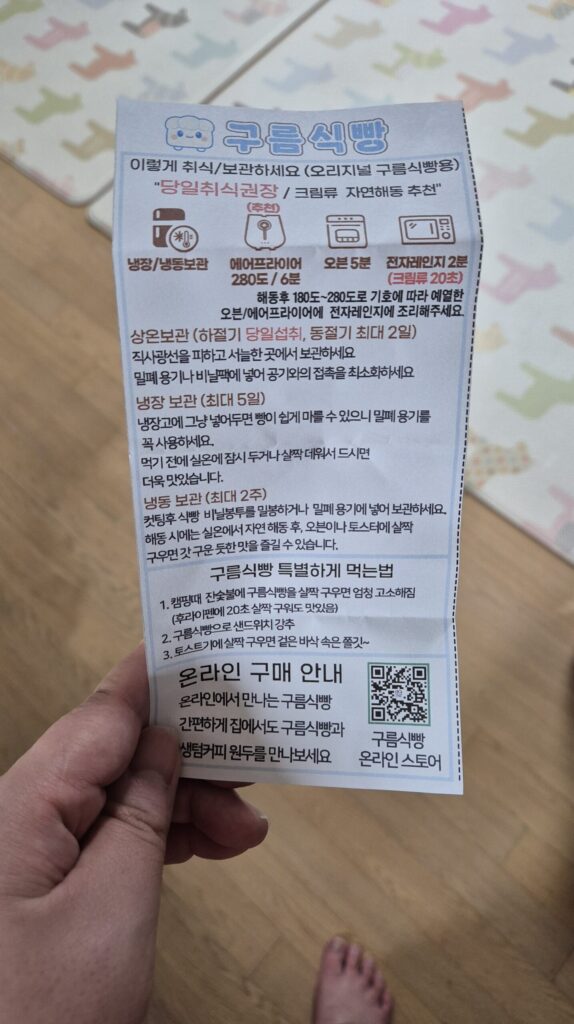 구름식빵
이렇게 취식/보관하세요 (오리지널 구름식빵용)
"당일취식권장 / 크림류 자연해동 추천"
(추천)
냉장/냉동보관 에어프라이어 오븐 5분 전자레인지 2분
280도 / 6분 (크림류 20초)
해동후 180도~280도로 기호에 따라 예열한
오븐/에어프라이어에 전자레인지에 조리해주세요.
상온보관 (하절기 당일섭취, 동절기 최대 2일)
직사광선을 피하고 서늘한 곳에서 보관하세요
밀폐 용기나 비닐팩에 넣어 공기와의 접촉을 최소화하세요
냉장 보관 (최대 5일)
냉장고에 그냥 넣어두면 빵이 쉽게 마를 수 있으니 밀폐 용기를
꼭 사용하세요.
먹기 전에 실온에 잠시 두거나 살짝 데워서 드시면
더욱 맛있습니다.
냉동 보관 (최대 2주)
컷팅후 식빵 비닐봉투를 밀봉하거나 밀폐 용기에 넣어 보관하세요.
해동 시에는 실온에서 자연 해동 후, 오븐이나 토스터에 살짝
구우면 갓 구운 듯한 맛을 즐길 수 있습니다.
구름식빵 특별하게 먹는법
1. 캠핑때 잔숯불에 구름식빵을 살짝 구우면 엄청 고소해짐
(후라이펜에 20초 살짝 구워도 맛있음)
2. 구름식빵으로 샌드위치 강추
3. 토스트기에 살짝 구우면 겉은 바삭 속은 쫄깃~
온라인 구매 안내
온라인에서 만나는 구름식빵
간편하게 집에서도 구름식빵과
생텀커피 원두를 만나보세요
구름식빵
온라인 스토어